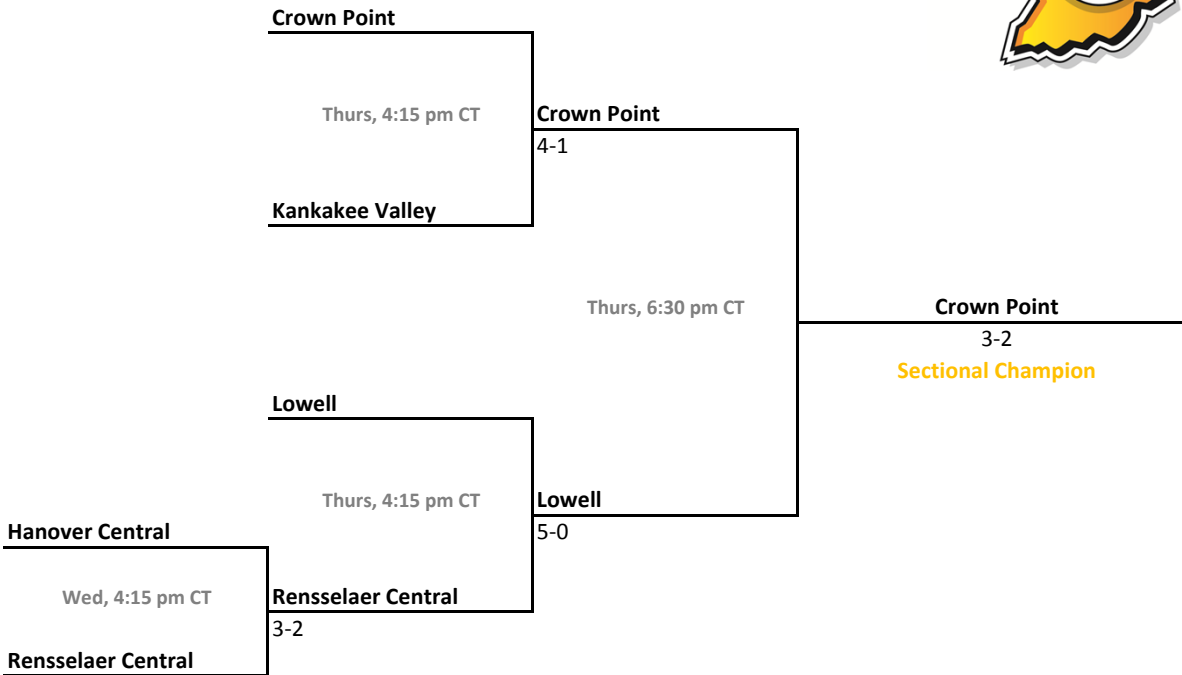 Crown Point
Thurs, 4:15 pm CT
Crown Point
4-1
Kankakee Valley
Thurs, 6:30 pm CT
Crown Point
3-2
Sectional Champion
Lowell
Thurs, 4:15 pm CT
Lowell
5-0
Hanover Central
Wed, 4:15 pm CT
Rensselaer Central
3-2
Rensselaer Central